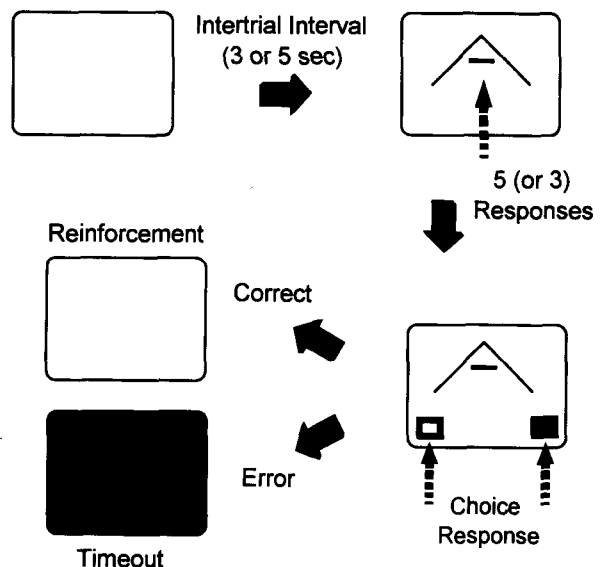 Intertrial Interval
(3 or 5 sec)
5 (or 3)
Responses
Reinforcement
Correct
Error
Timeout
Choice
Response